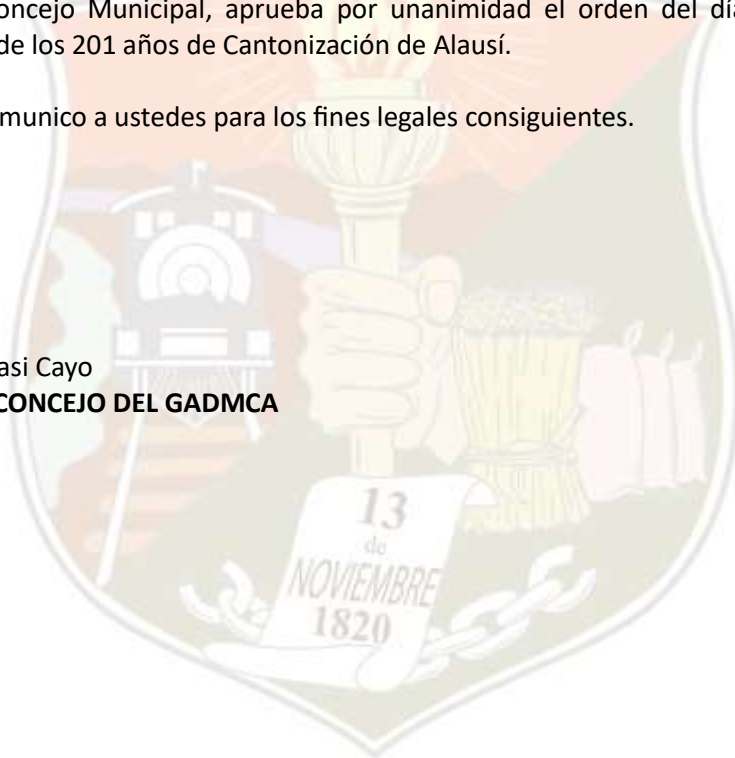 oncejo Municipal, aprueba por unanimidad el orden del día
de los 201 años de Cantonización de Alausí.
munico a ustedes para los fines legales consiguientes.
asi Cayo
CONCEJO DEL GADMCA
13
de
NOVIEMBRE
1820